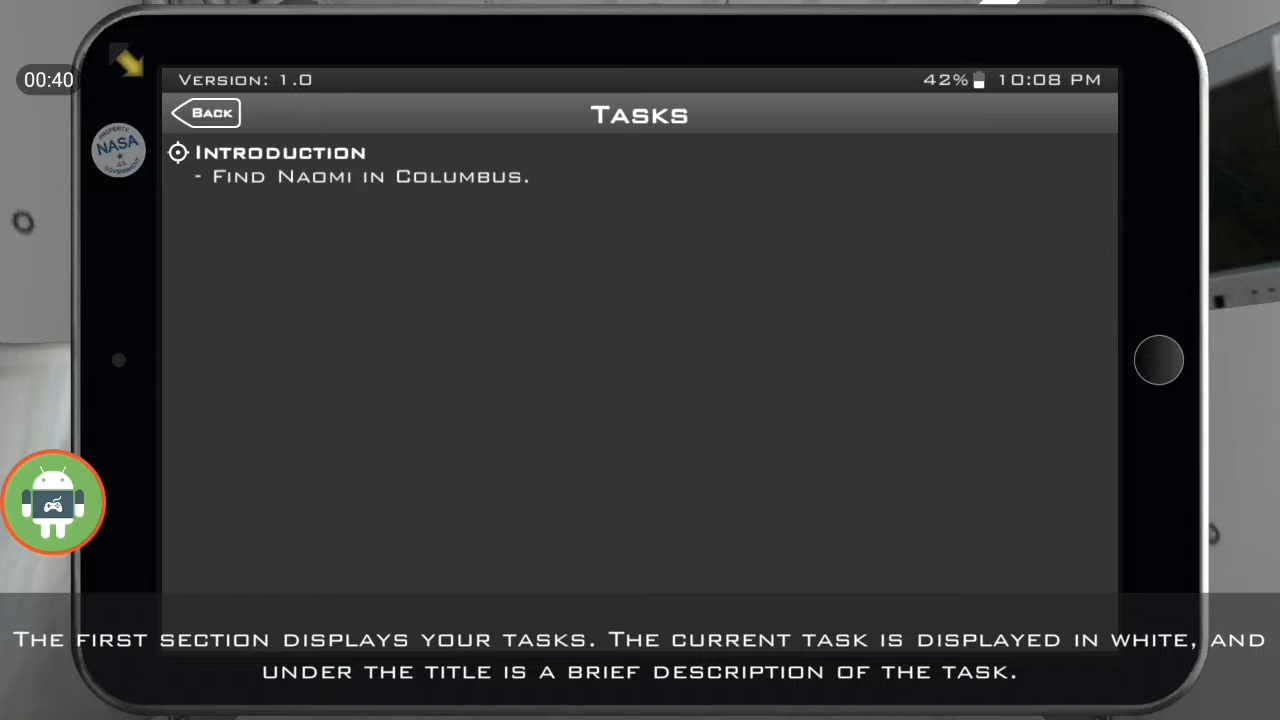 00:40
Version: 1.0
42% 10:08 PM
Back
Tasks
PROPERTY
NASA
U.S.
GOVERNMENT
Introduction
- Find Naomi in Columbus.
The first section displays your tasks. The current task is displayed in white, and
under the title is a brief description of the task.